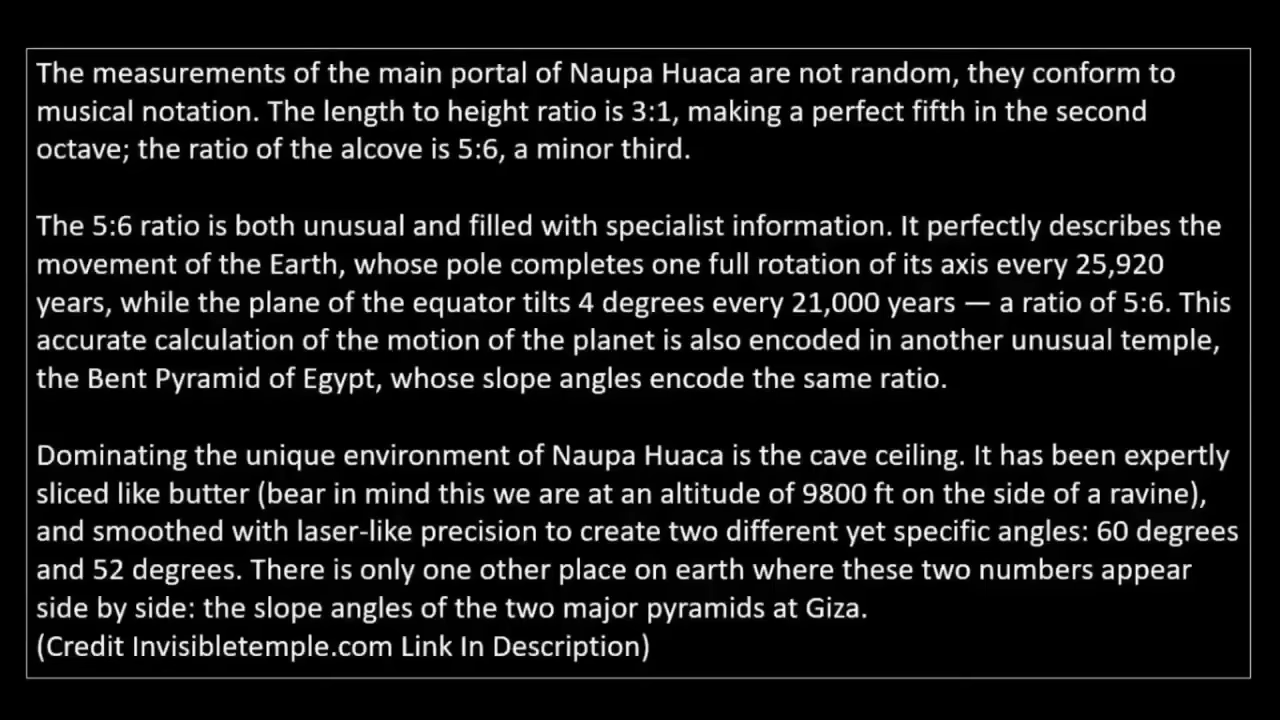 The measurements of the main portal of Naupa Huaca are not random, they conform to
musical notation. The length to height ratio is 3:1, making a perfect fifth in the second
octave; the ratio of the alcove is 5:6, a minor third.
The 5:6 ratio is both unusual and filled with specialist information. It perfectly describes the
movement of the Earth, whose pole completes one full rotation of its axis every 25,920
years, while the plane of the equator tilts 4 degrees every 21,000 years — a ratio of 5:6. This
accurate calculation of the motion of the planet is also encoded in another unusual temple,
the Bent Pyramid of Egypt, whose slope angles encode the same ratio.
Dominating the unique environment of Naupa Huaca is the cave ceiling. It has been expertly
sliced like butter (bear in mind this we are at an altitude of 9800 ft on the side of a ravine),
and smoothed with laser-like precision to create two different yet specific angles: 60 degrees
and 52 degrees. There is only one other place on earth where these two numbers appear
side by side: the slope angles of the two major pyramids at Giza.
(Credit Invisibletemple.com Link In Description)